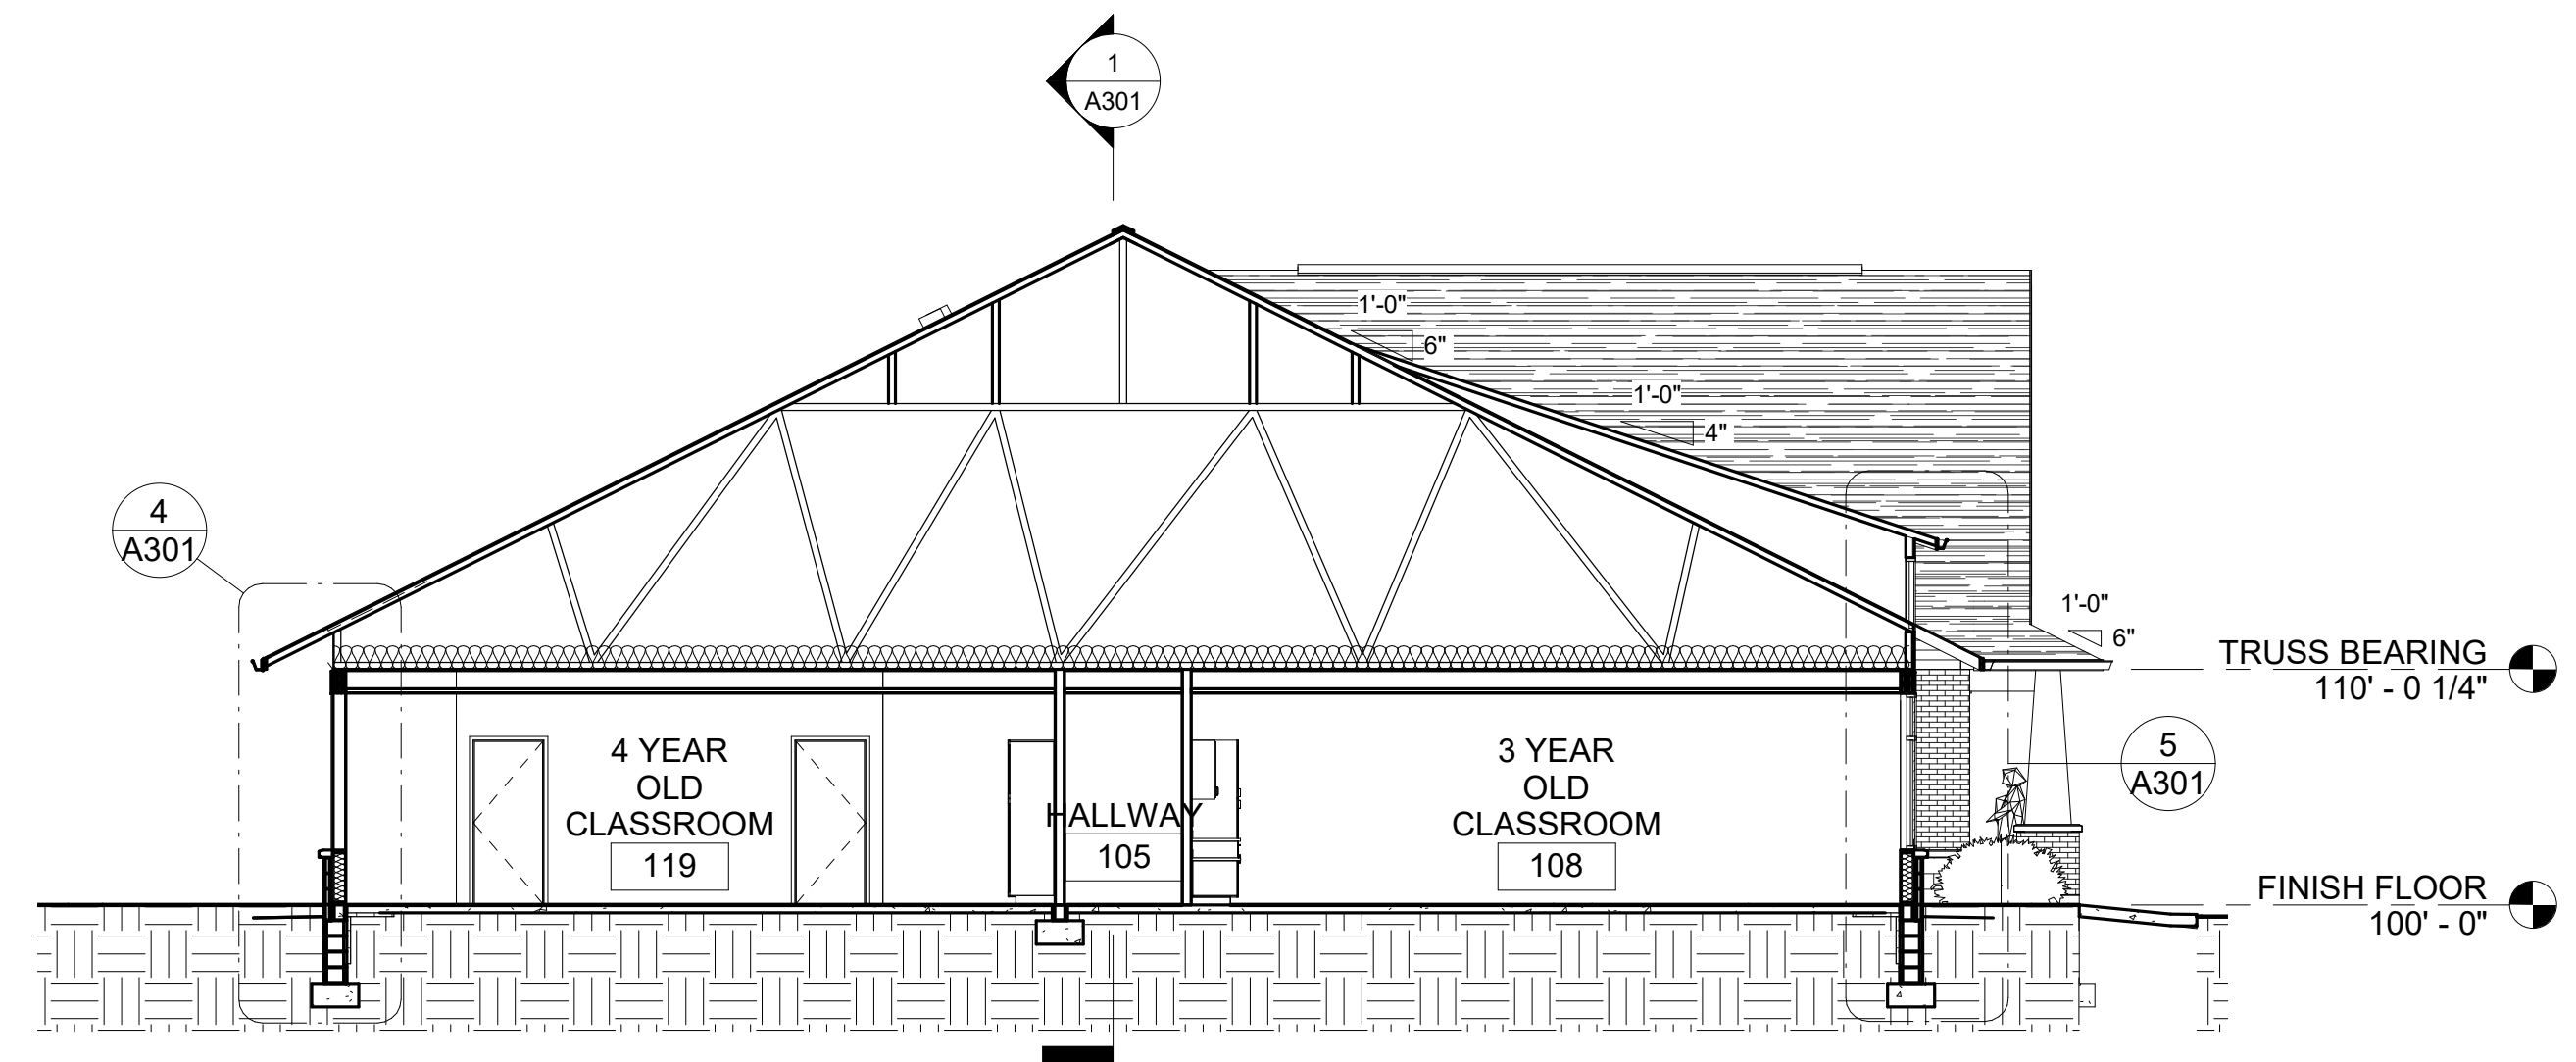 1
A301
1'-0"
6"
1'-0"
4"
4
A301
1'-0"
6"
TRUSS BEARING
110' - 0 1/4"
4 YEAR
OLD
CLASSROOM
119
HALLWAY
105
3 YEAR
OLD
CLASSROOM
108
5
A301
FINISH FLOOR
100' - 0"